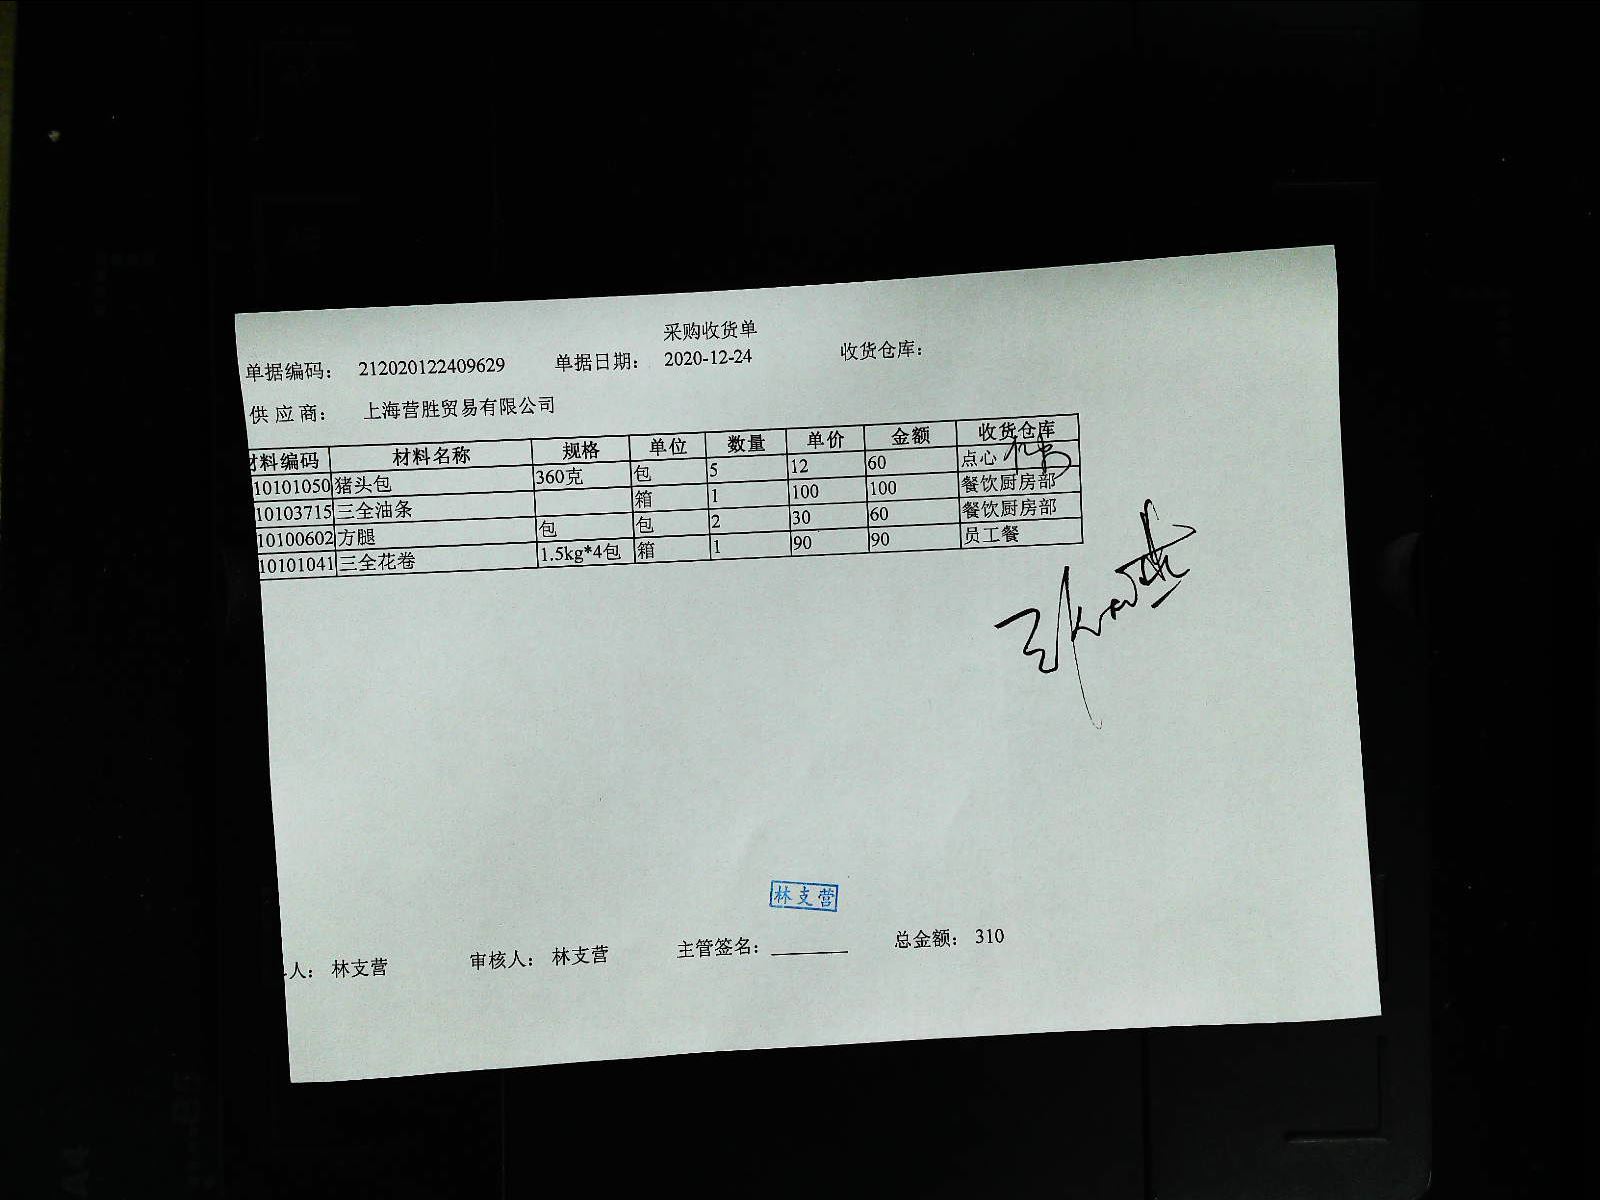 采购收货单
单据编码： 212020122409629 单据日期： 2020-12-24 收货仓库：
供 应 商： 上海营胜贸易有限公司
材料编码 材料名称 规格 单位 数量 单价 金额 收货仓库
10101050 猪头包 360克 包 5 12 60 点心
10103715 三全油条 箱 1 100 100 餐饮厨房部
10100602 方腿 包 包 2 30 60 餐饮厨房部
10101041 三全花卷 1.5kg*4包 箱 1 90 90 员工餐
林支营
人： 林支营 审核人： 林支营 主管签名： 总金额： 310